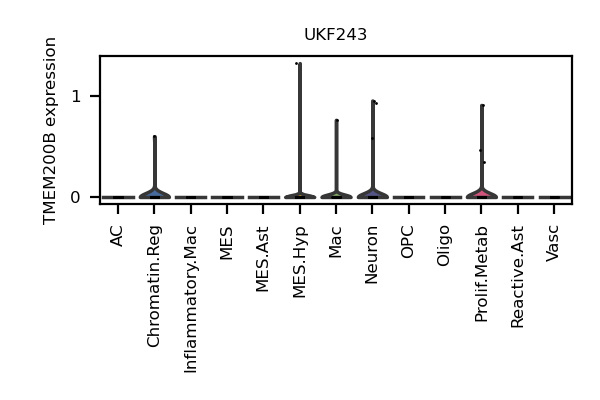 UKF243
TMEM200B expression
1
0
AC
Chromatin.Reg
Inflammatory.Mac
MES
MES.Ast
MES.Hyp
Mac
Neuron
OPC
Oligo
Prolif.Metab
Reactive.Ast
Vasc